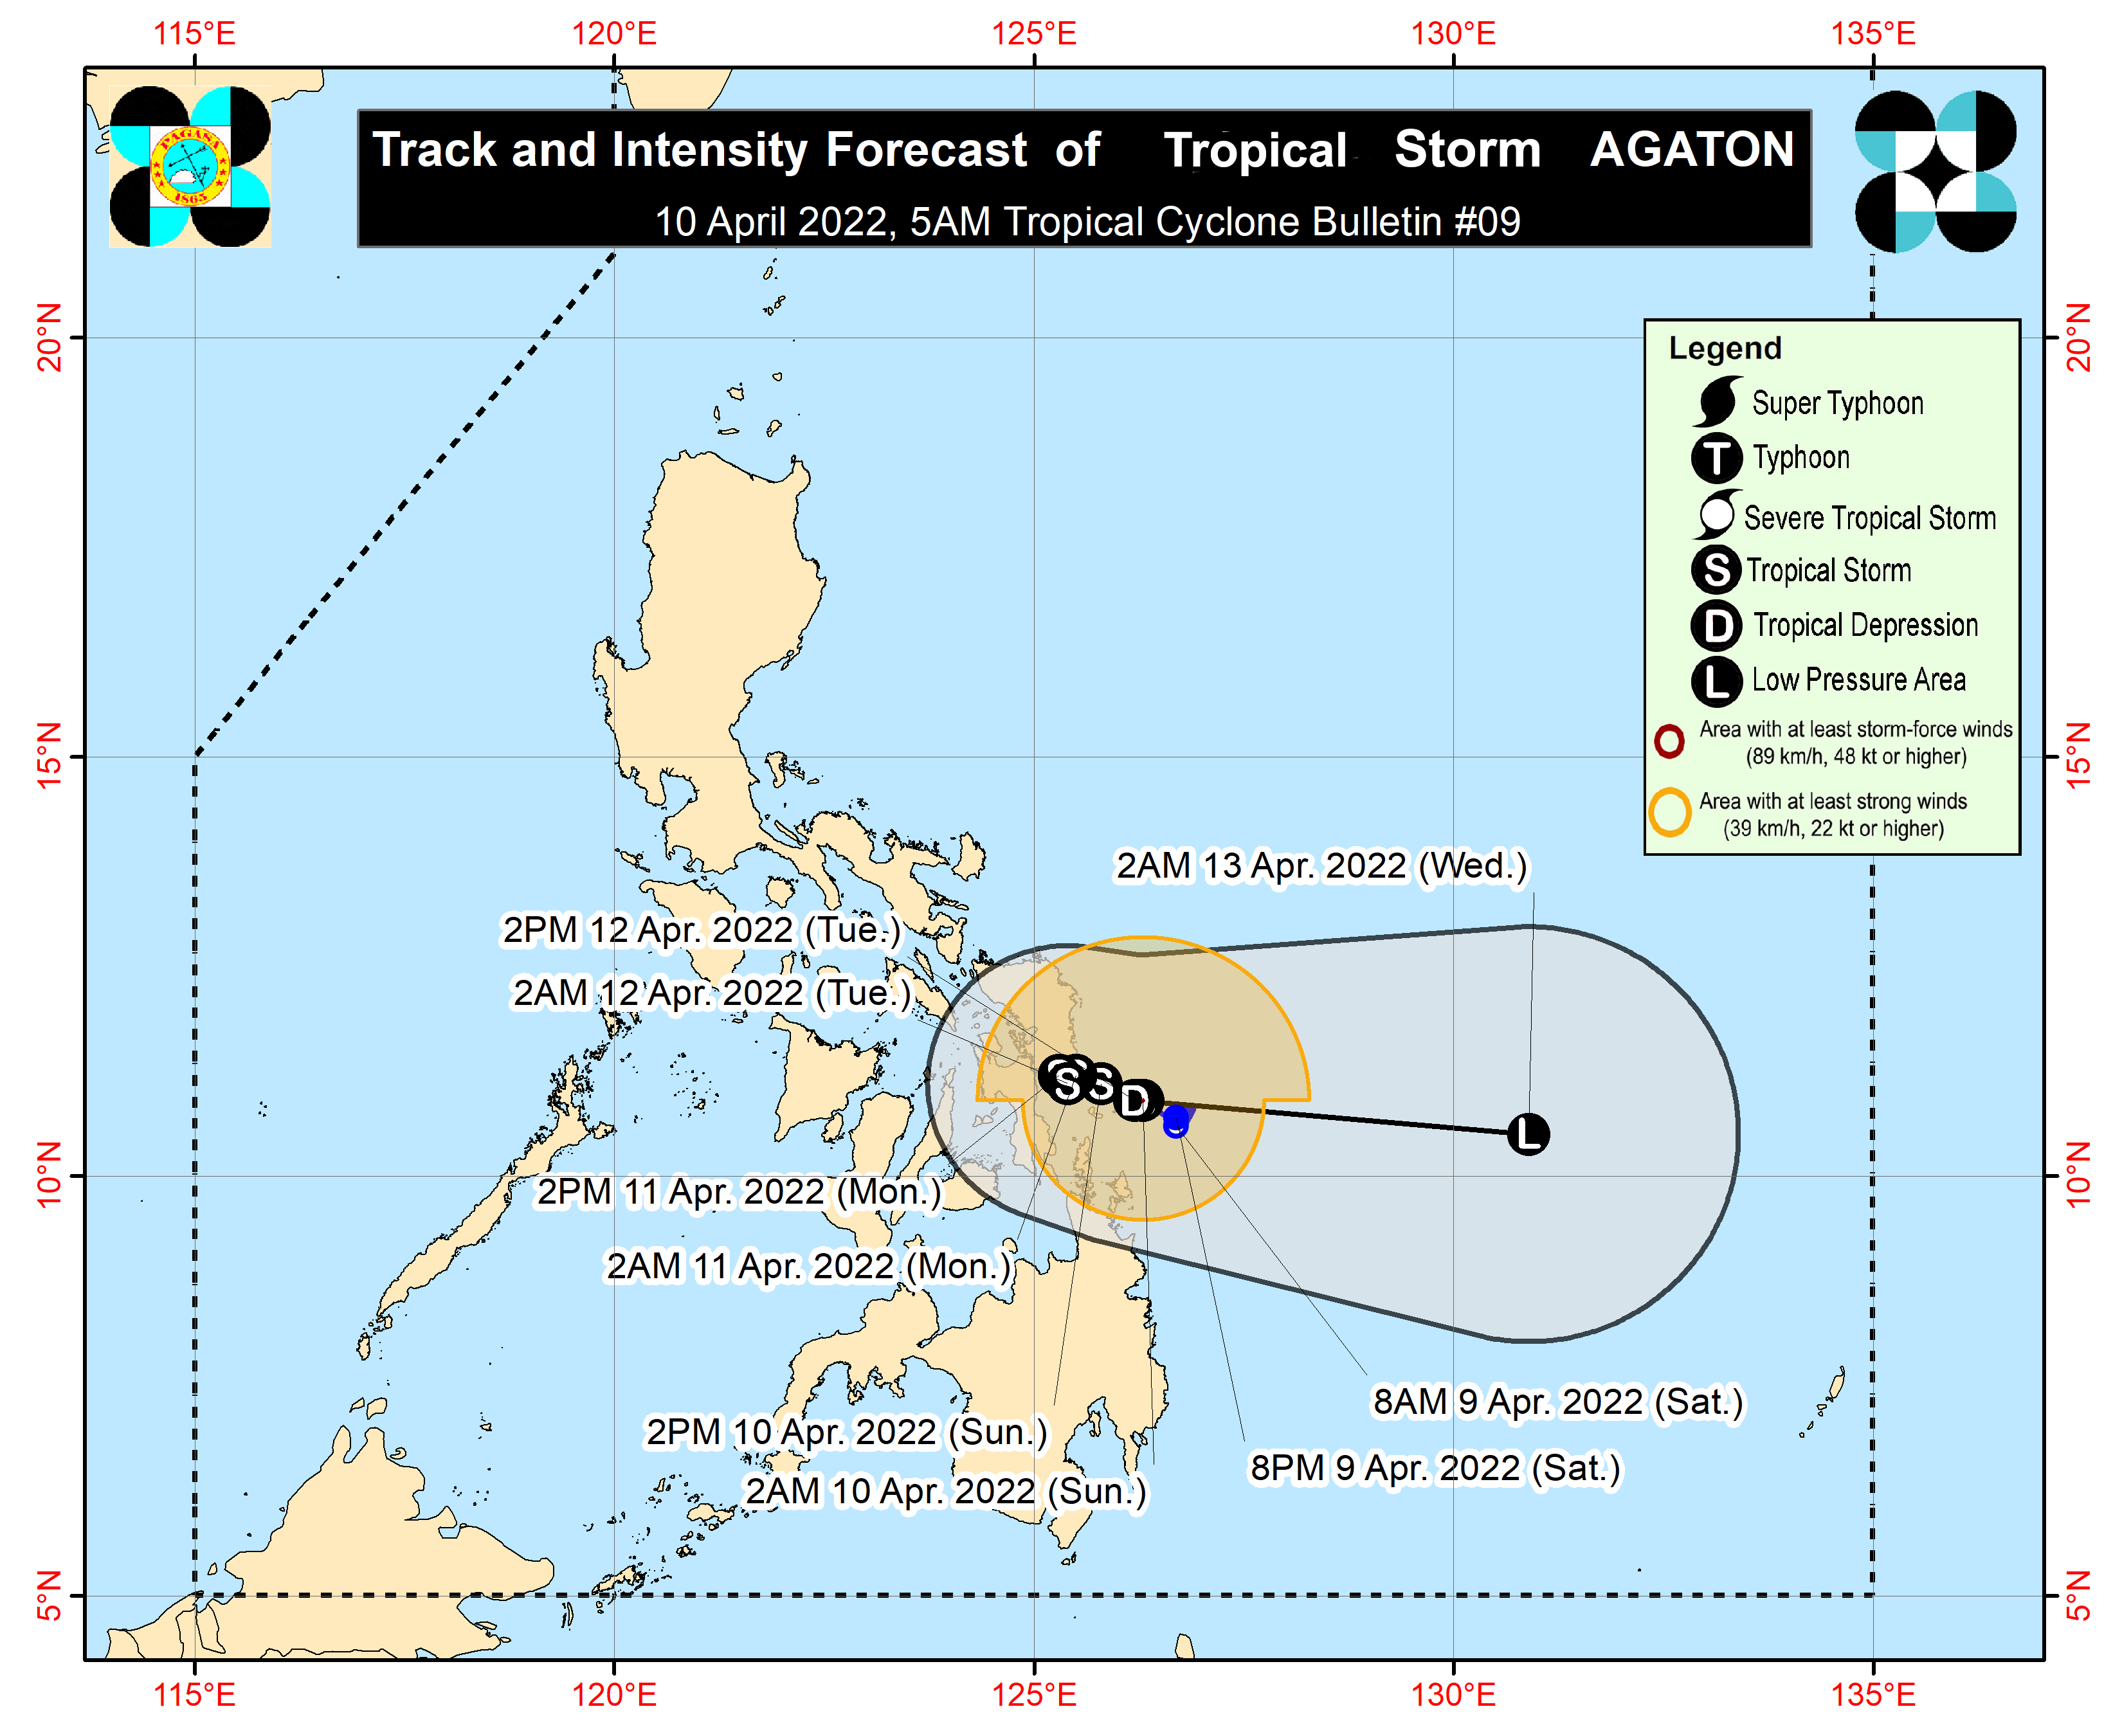 115°E 120°E 125°E 130°E 135°E
PAGASA
1865
Track and Intensity Forecast of Tropical Storm AGATON
10 April 2022, 5AM Tropical Cyclone Bulletin #09
20°N 20°N
Legend
Super Typhoon
T Typhoon
Severe Tropical Storm
S Tropical Storm
D Tropical Depression
L Low Pressure Area
Area with at least storm-force winds
(89 km/h, 48 kt or higher)
Area with at least strong winds
(39 km/h, 22 kt or higher)
15°N 15°N
2AM 13 Apr. 2022 (Wed.)
2PM 12 Apr. 2022 (Tue.)
2AM 12 Apr. 2022 (Tue.)
S S D
L
10°N 10°N
2PM 11 Apr. 2022 (Mon.)
2AM 11 Apr. 2022 (Mon.)
8AM 9 Apr. 2022 (Sat.)
2PM 10 Apr. 2022 (Sun.)
8PM 9 Apr. 2022 (Sat.)
2AM 10 Apr. 2022 (Sun.)
5°N 5°N
115°E 120°E 125°E 130°E 135°E